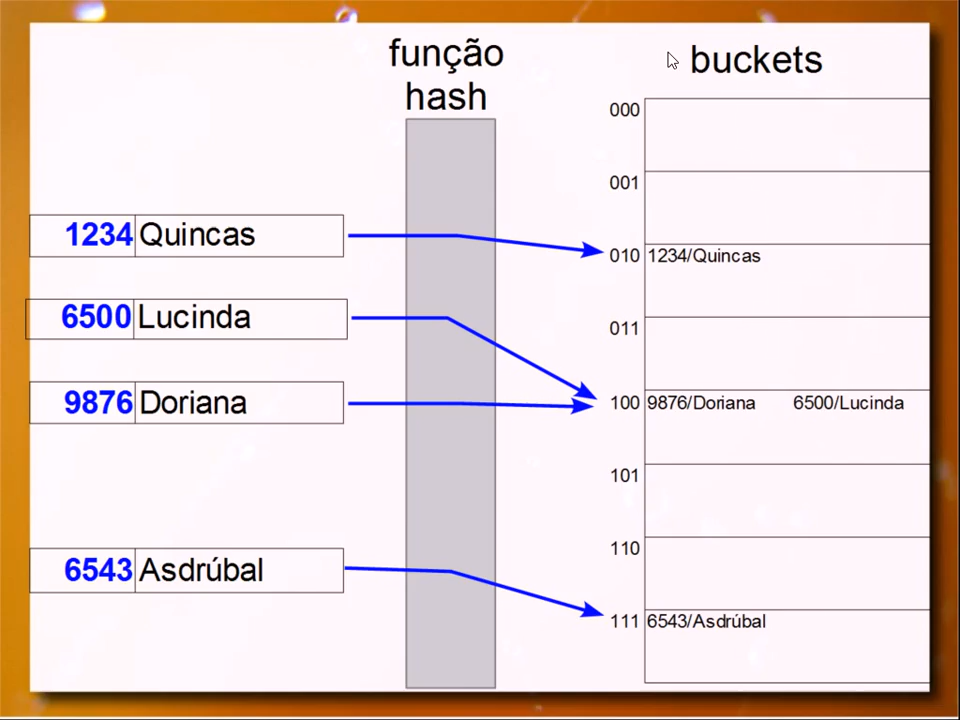 função
hash
buckets
000
001
1234 Quincas
010 1234/Quincas
6500 Lucinda
011
9876 Doriana
100 9876/Doriana 6500/Lucinda
101
110
6543 Asdrúbal
111 6543/Asdrúbal